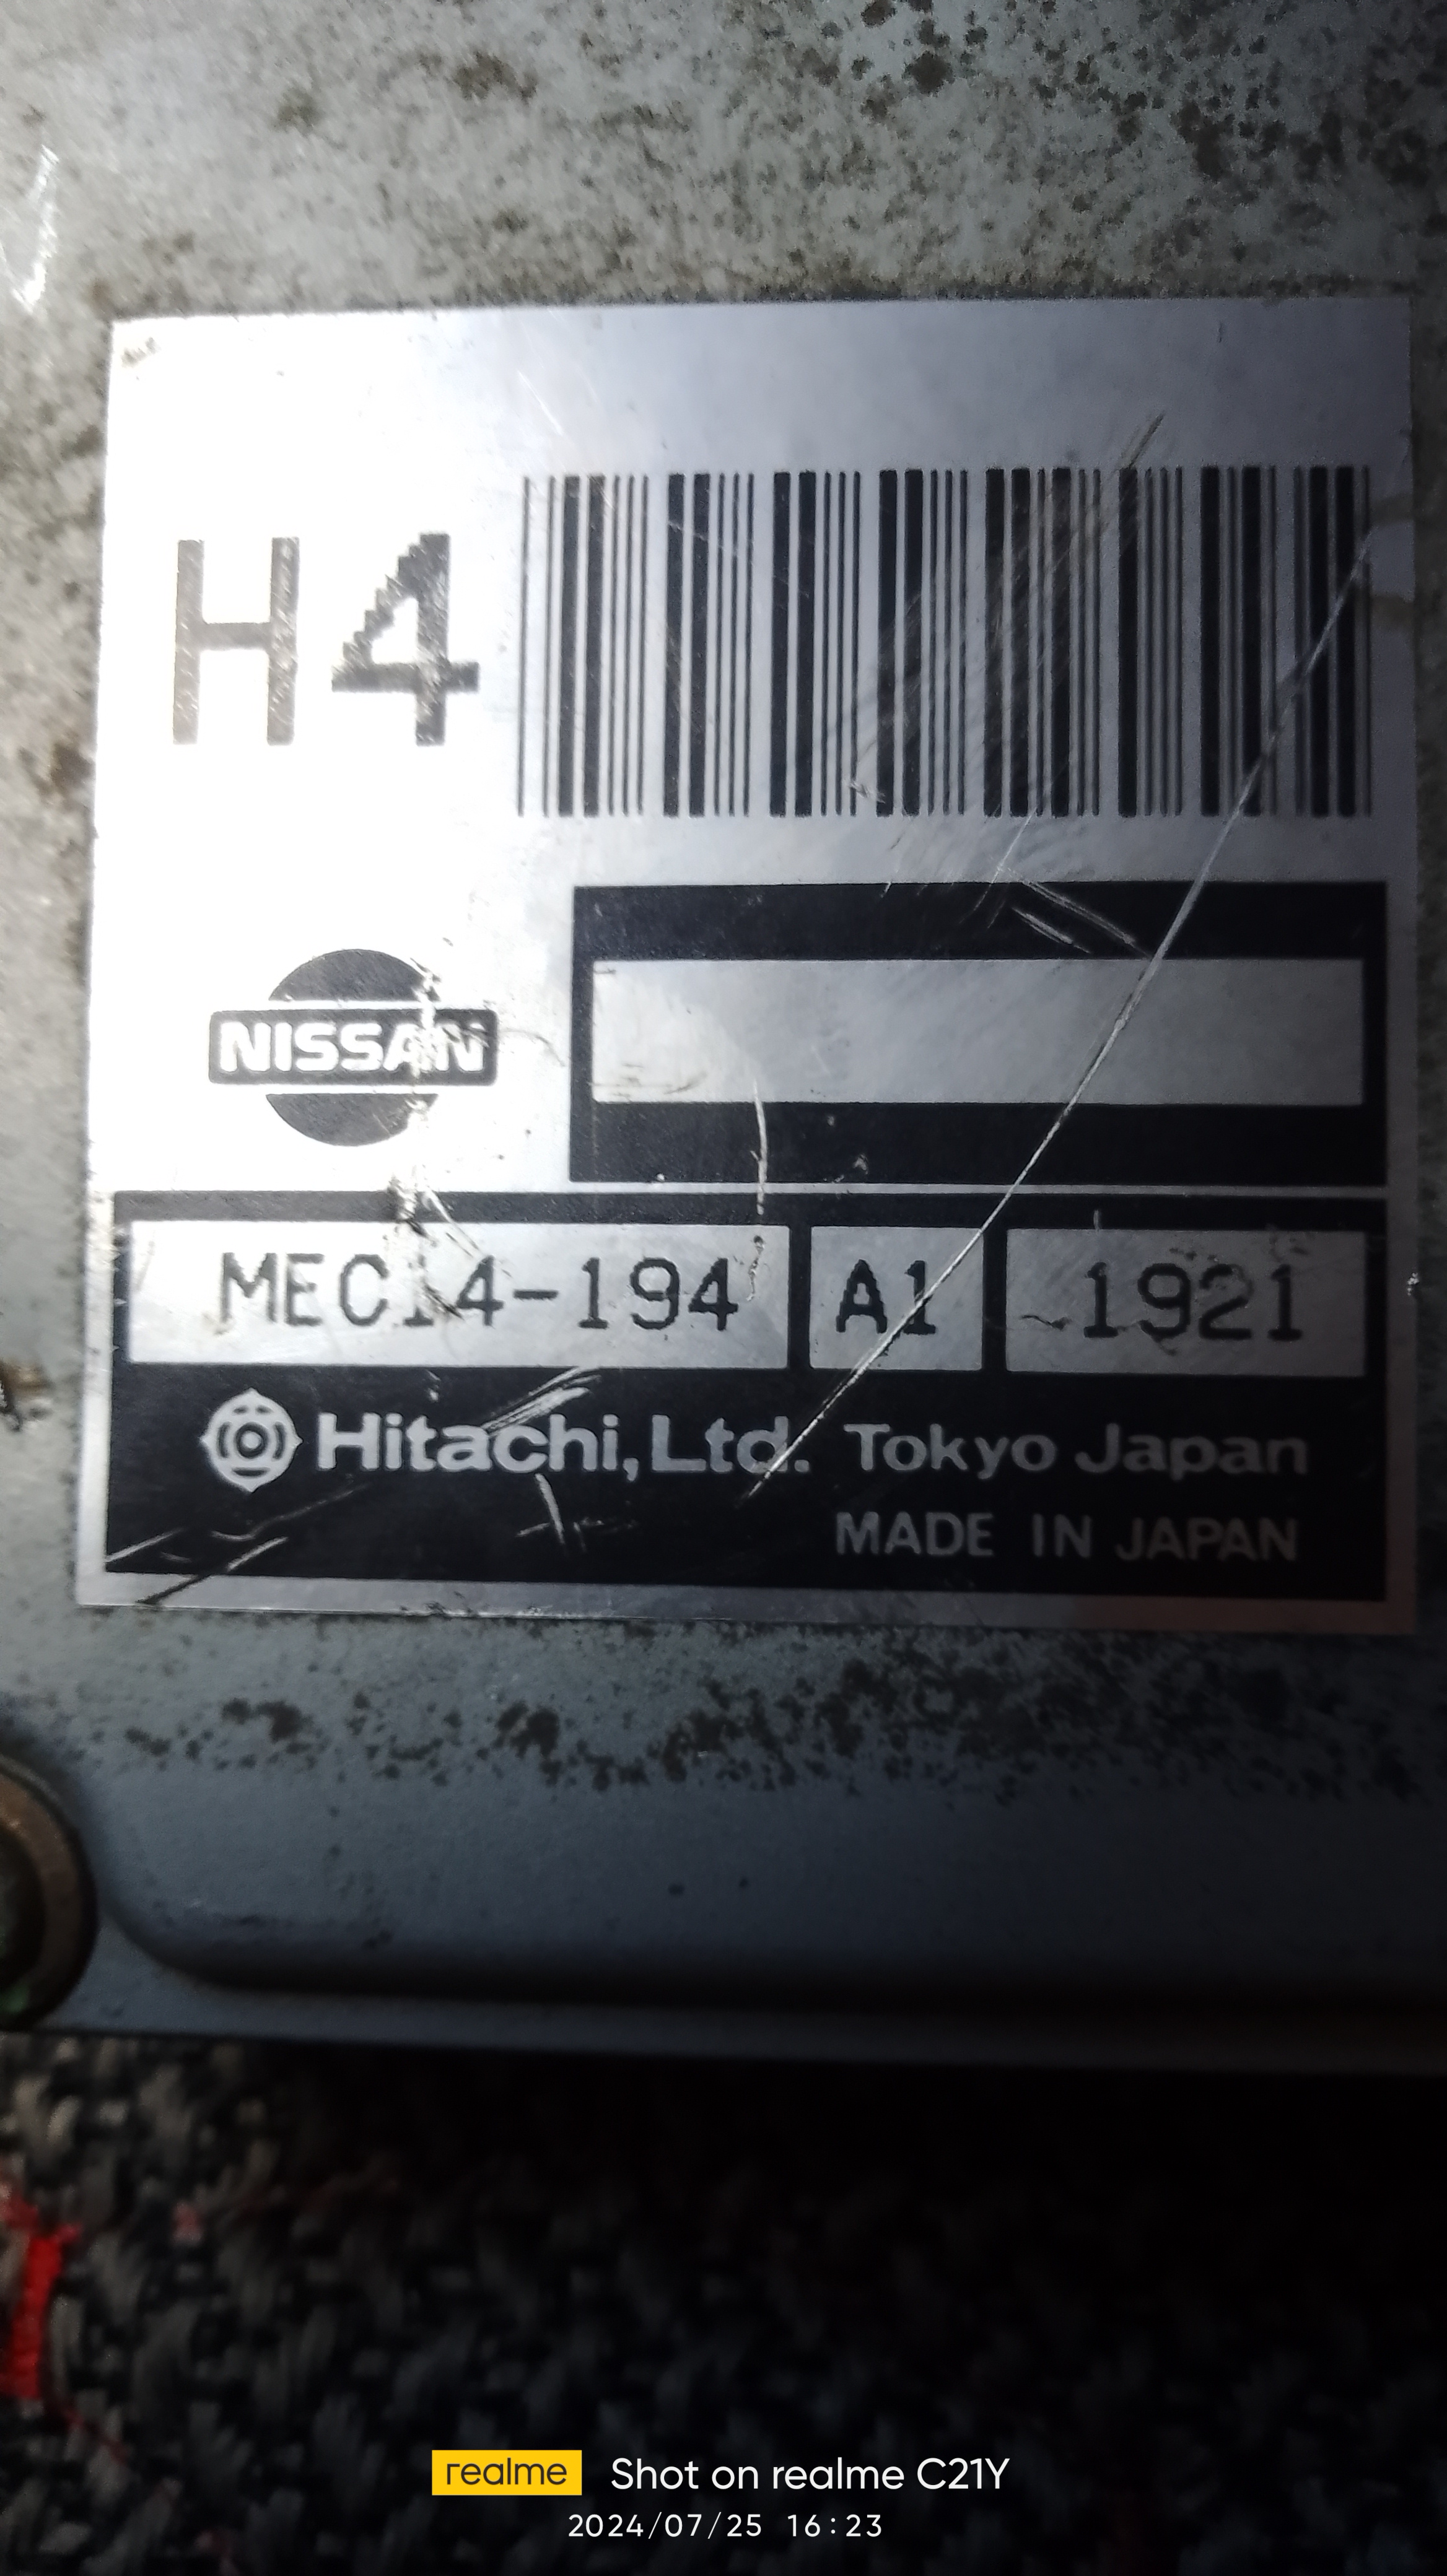 H4
NISSAN
MEC14-194 A1 1921
Hitachi, Ltd. Tokyo Japan
MADE IN JAPAN
realme Shot on realme C21Y
2024/07/25 16:23